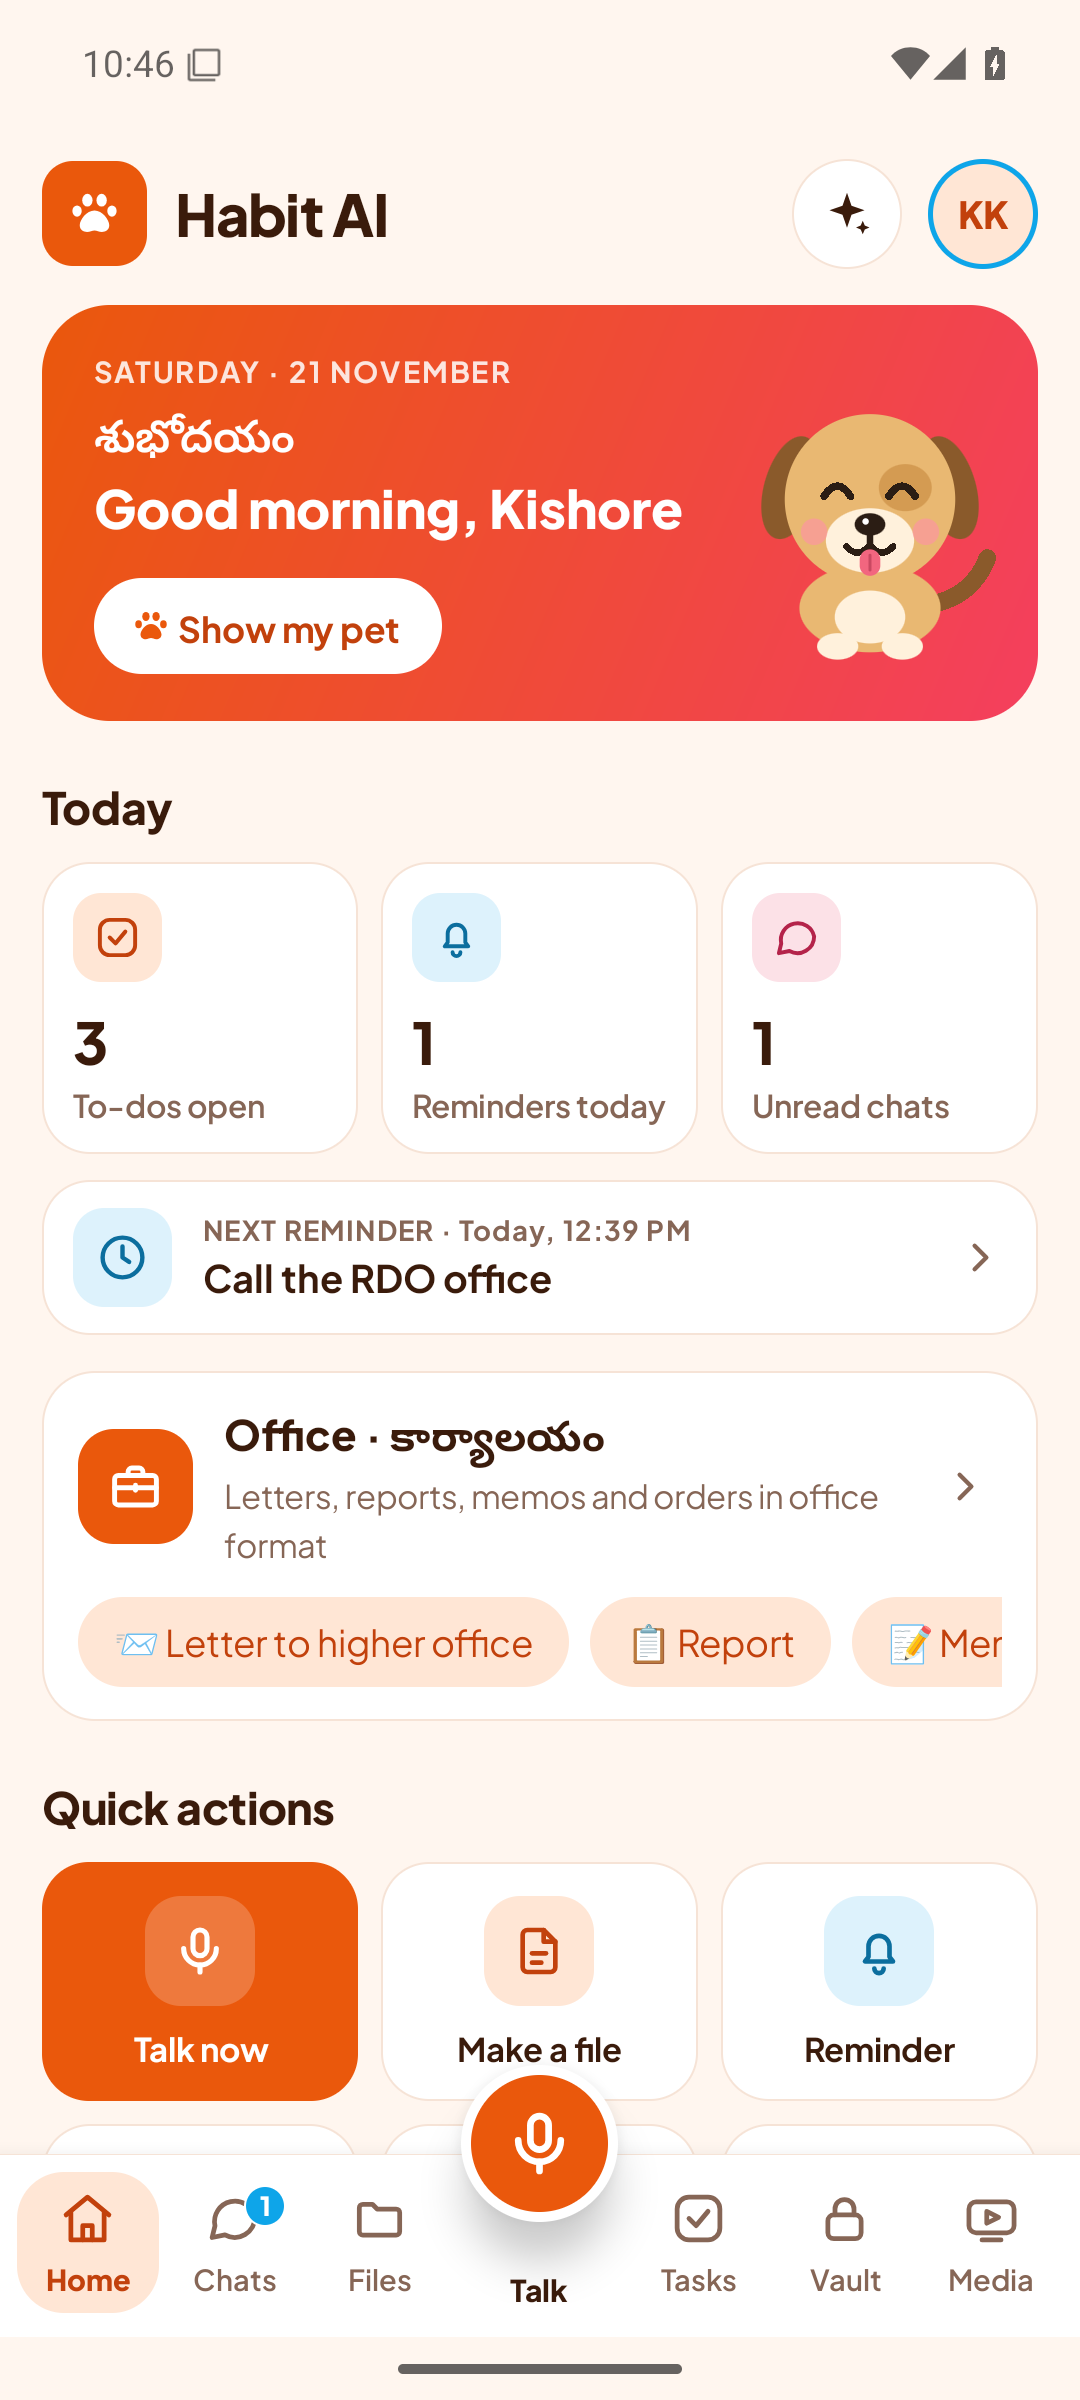 10:46
Habit AI
KK
SATURDAY · 21 NOVEMBER
శుభోదయం
Good morning, Kishore
Show my pet
Today
3
To-dos open
1
Reminders today
1
Unread chats
NEXT REMINDER · Today, 12:39 PM
Call the RDO office
Office · కార్యాలయం
Letters, reports, memos and orders in office
format
Letter to higher office
Report
Quick actions
Talk now
Make a file
Reminder
1
Home
Chats
Files
Talk
Tasks
Vault
Media